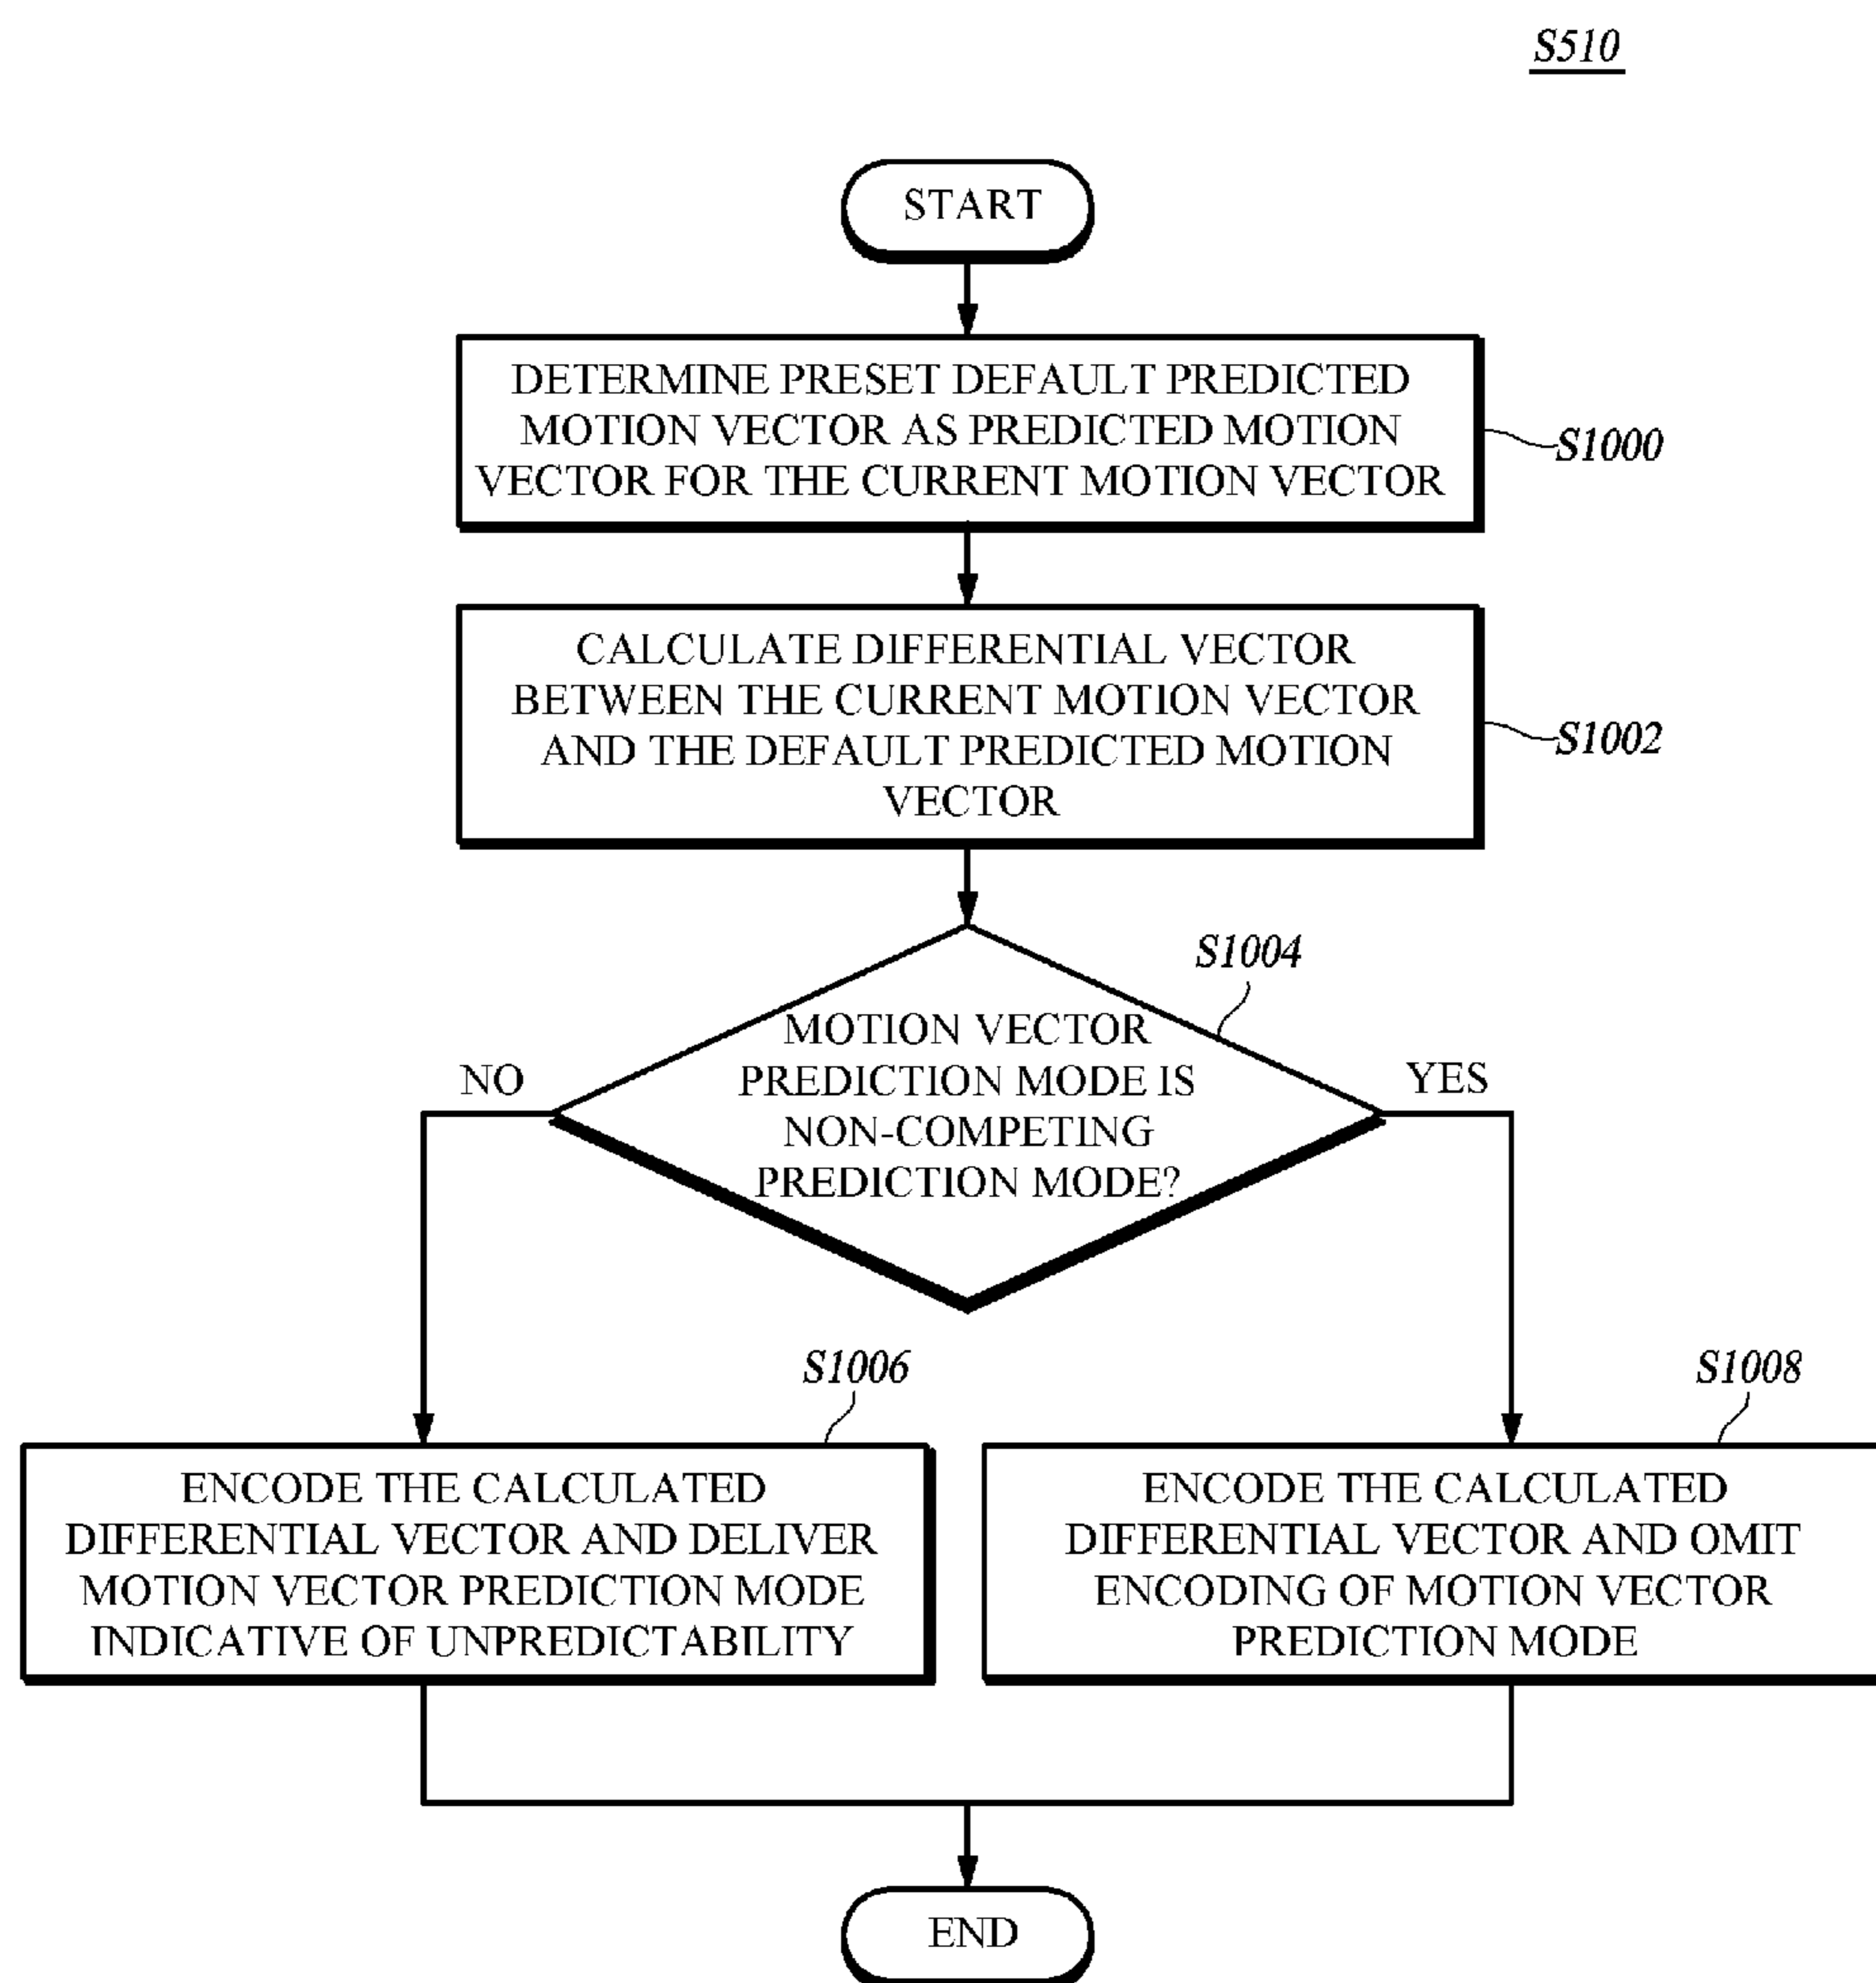 S510
START
DETERMINE PRESET DEFAULT PREDICTED
MOTION VECTOR AS PREDICTED MOTION
VECTOR FOR THE CURRENT MOTION VECTOR
S1000
CALCULATE DIFFERENTIAL VECTOR
BETWEEN THE CURRENT MOTION VECTOR
AND THE DEFAULT PREDICTED MOTION
VECTOR
S1002
S1004
MOTION VECTOR
PREDICTION MODE IS
NON-COMPETING
PREDICTION MODE?
NO
YES
S1006
ENCODE THE CALCULATED
DIFFERENTIAL VECTOR AND DELIVER
MOTION VECTOR PREDICTION MODE
INDICATIVE OF UNPREDICTABILITY
S1008
ENCODE THE CALCULATED
DIFFERENTIAL VECTOR AND OMIT
ENCODING OF MOTION VECTOR
PREDICTION MODE
END